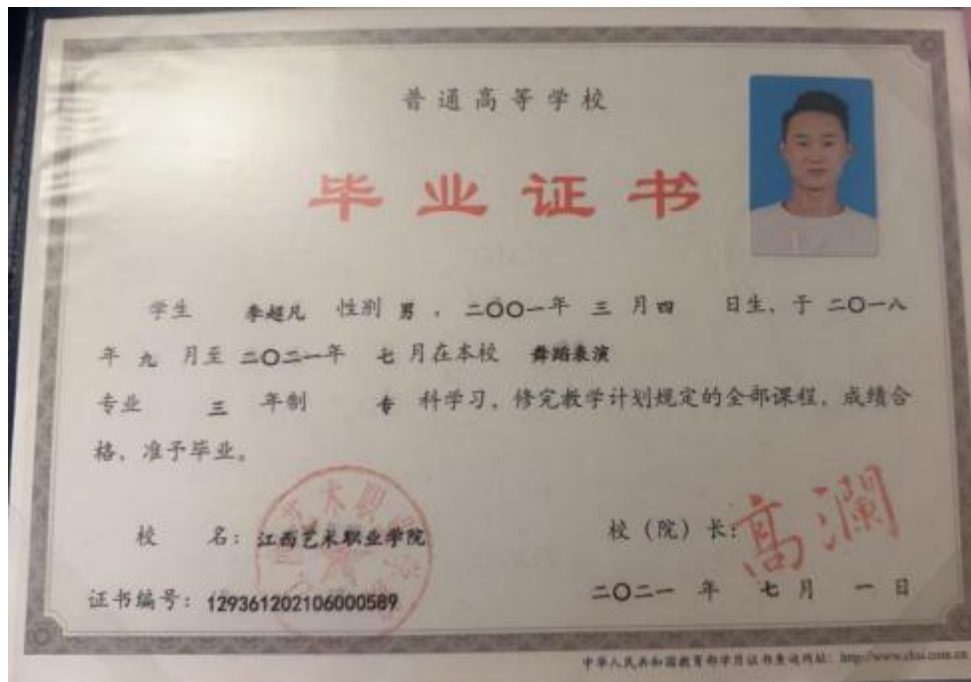 普通高等学校
毕业证书
学生 李超凡 性别 男 ，二〇〇一年 三 月 四 日生、于 二〇一八
年 九 月至 二〇二一年 七 月在本校 舞蹈表演
专业 三 年制 专 科学习，修完教学计划规定的全部课程，成绩合
格，准予毕业。
校 名：江西艺术职业学院
校（院）长：高澜
证书编号：129361202106000589
二〇二一 年 七 月 一 日
中华人民共和国教育部学历证书查询网址：http://www.chsi.com.cn